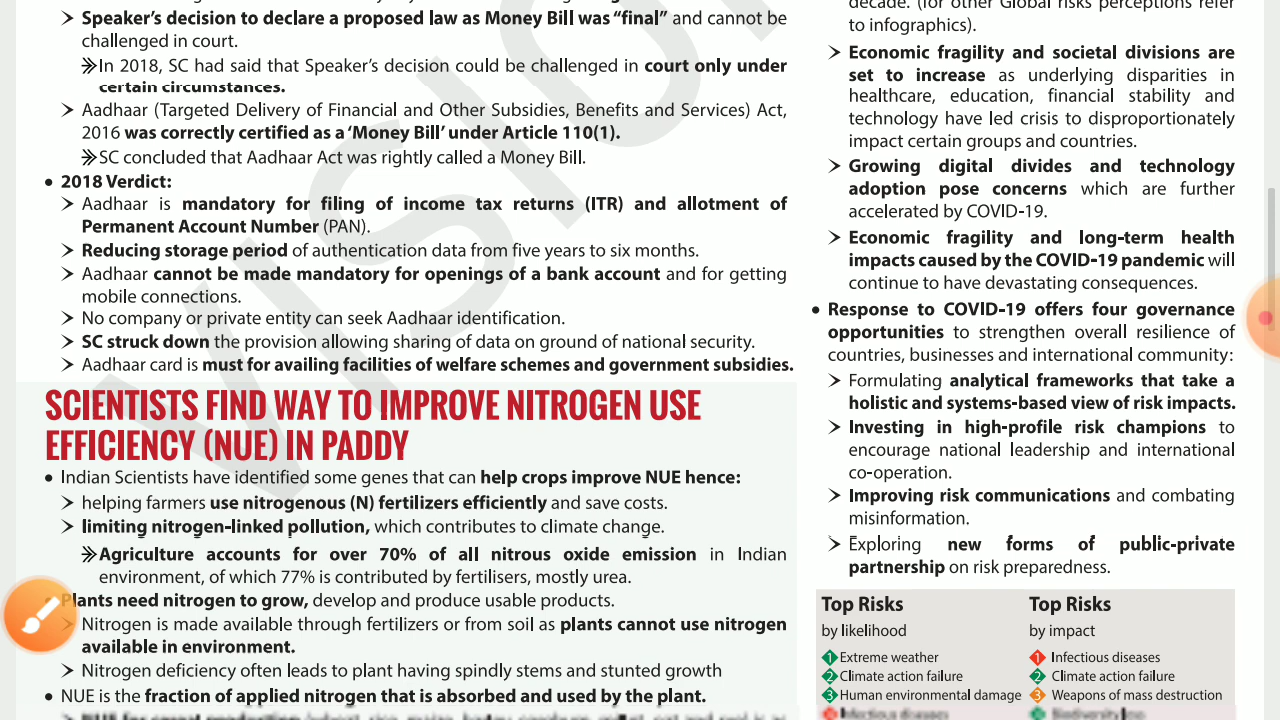 Speaker's decision to declare a proposed law as Money Bill was “final” and cannot be
challenged in court.
In 2018, SC had said that Speaker's decision could be challenged in court only under
certain circumstances.
Aadhaar (Targeted Delivery of Financial and Other Subsidies, Benefits and Services) Act,
2016 was correctly certified as a ‘Money Bill’ under Article 110(1).
SC concluded that Aadhaar Act was rightly called a Money Bill.
• 2018 Verdict:
Aadhaar is mandatory for filing of income tax returns (ITR) and allotment of
Permanent Account Number (PAN).
Reducing storage period of authentication data from five years to six months.
Aadhaar cannot be made mandatory for openings of a bank account and for getting
mobile connections.
No company or private entity can seek Aadhaar identification.
SC struck down the provision allowing sharing of data on ground of national security.
Aadhaar card is must for availing facilities of welfare schemes and government subsidies.
SCIENTISTS FIND WAY TO IMPROVE NITROGEN USE
EFFICIENCY (NUE) IN PADDY
• Indian Scientists have identified some genes that can help crops improve NUE hence:
helping farmers use nitrogenous (N) fertilizers efficiently and save costs.
limiting nitrogen-linked pollution, which contributes to climate change.
Agriculture accounts for over 70% of all nitrous oxide emission in Indian
environment, of which 77% is contributed by fertilisers, mostly urea.
Plants need nitrogen to grow, develop and produce usable products.
Nitrogen is made available through fertilizers or from soil as plants cannot use nitrogen
available in environment.
Nitrogen deficiency often leads to plant having spindly stems and stunted growth
• NUE is the fraction of applied nitrogen that is absorbed and used by the plant.
decade. (for other Global risks perceptions refer
to infographics).
Economic fragility and societal divisions are
set to increase as underlying disparities in
healthcare, education, financial stability and
technology have led crisis to disproportionately
impact certain groups and countries.
Growing digital divides and technology
adoption pose concerns which are further
accelerated by COVID-19.
Economic fragility and long-term health
impacts caused by the COVID-19 pandemic will
continue to have devastating consequences.
• Response to COVID-19 offers four governance
opportunities to strengthen overall resilience of
countries, businesses and international community:
Formulating analytical frameworks that take a
holistic and systems-based view of risk impacts.
Investing in high-profile risk champions to
encourage national leadership and international
co-operation.
Improving risk communications and combating
misinformation.
Exploring new forms of public-private
partnership on risk preparedness.
Top Risks
by likelihood
1 Extreme weather
2 Climate action failure
3 Human environmental damage
Top Risks
by impact
1 Infectious diseases
2 Climate action failure
3 Weapons of mass destruction